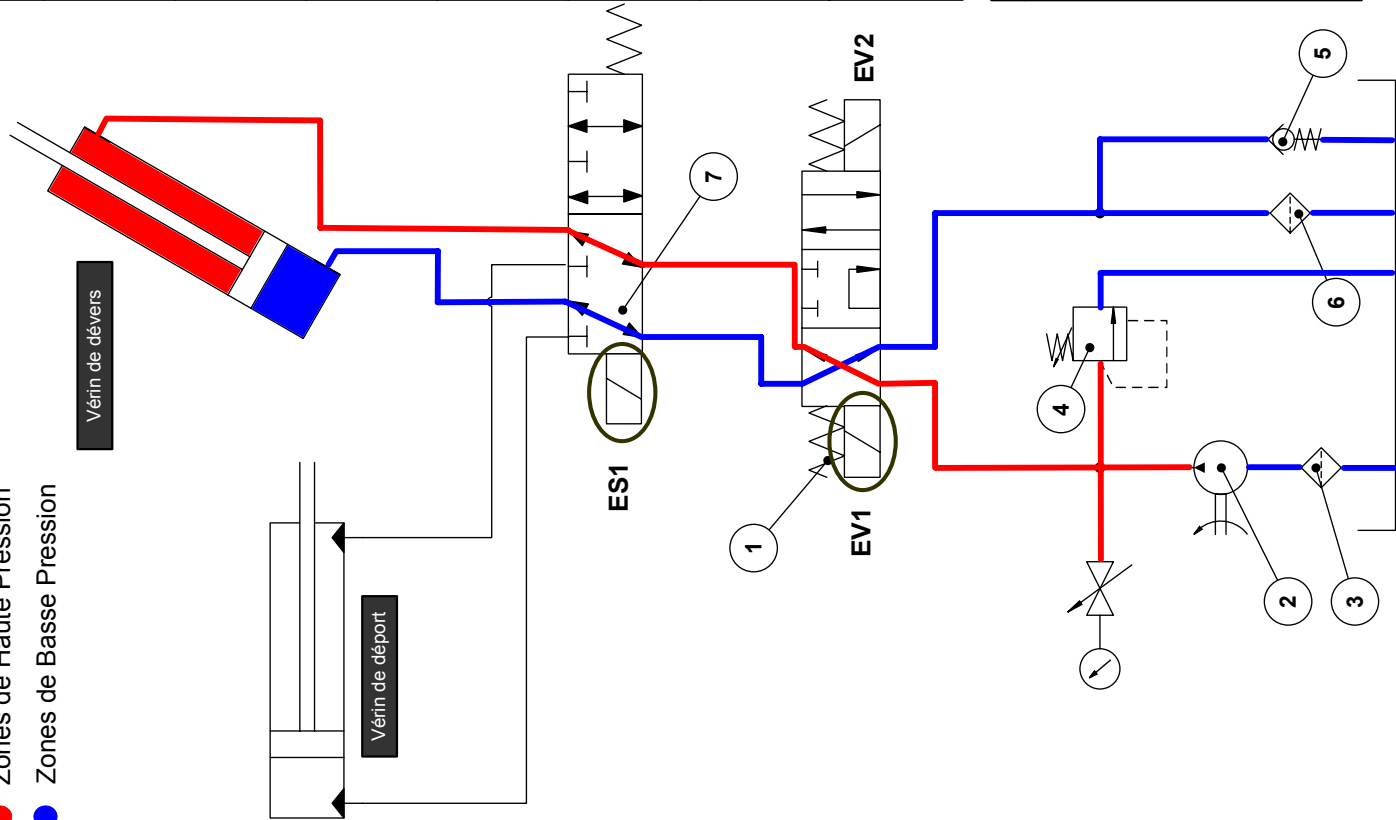 Zones de Haute Pression
Zones de Basse Pression
Vérin de dévers
Vérin de déport
ES1
7
EV1
EV2
1
4
5
6
2
3